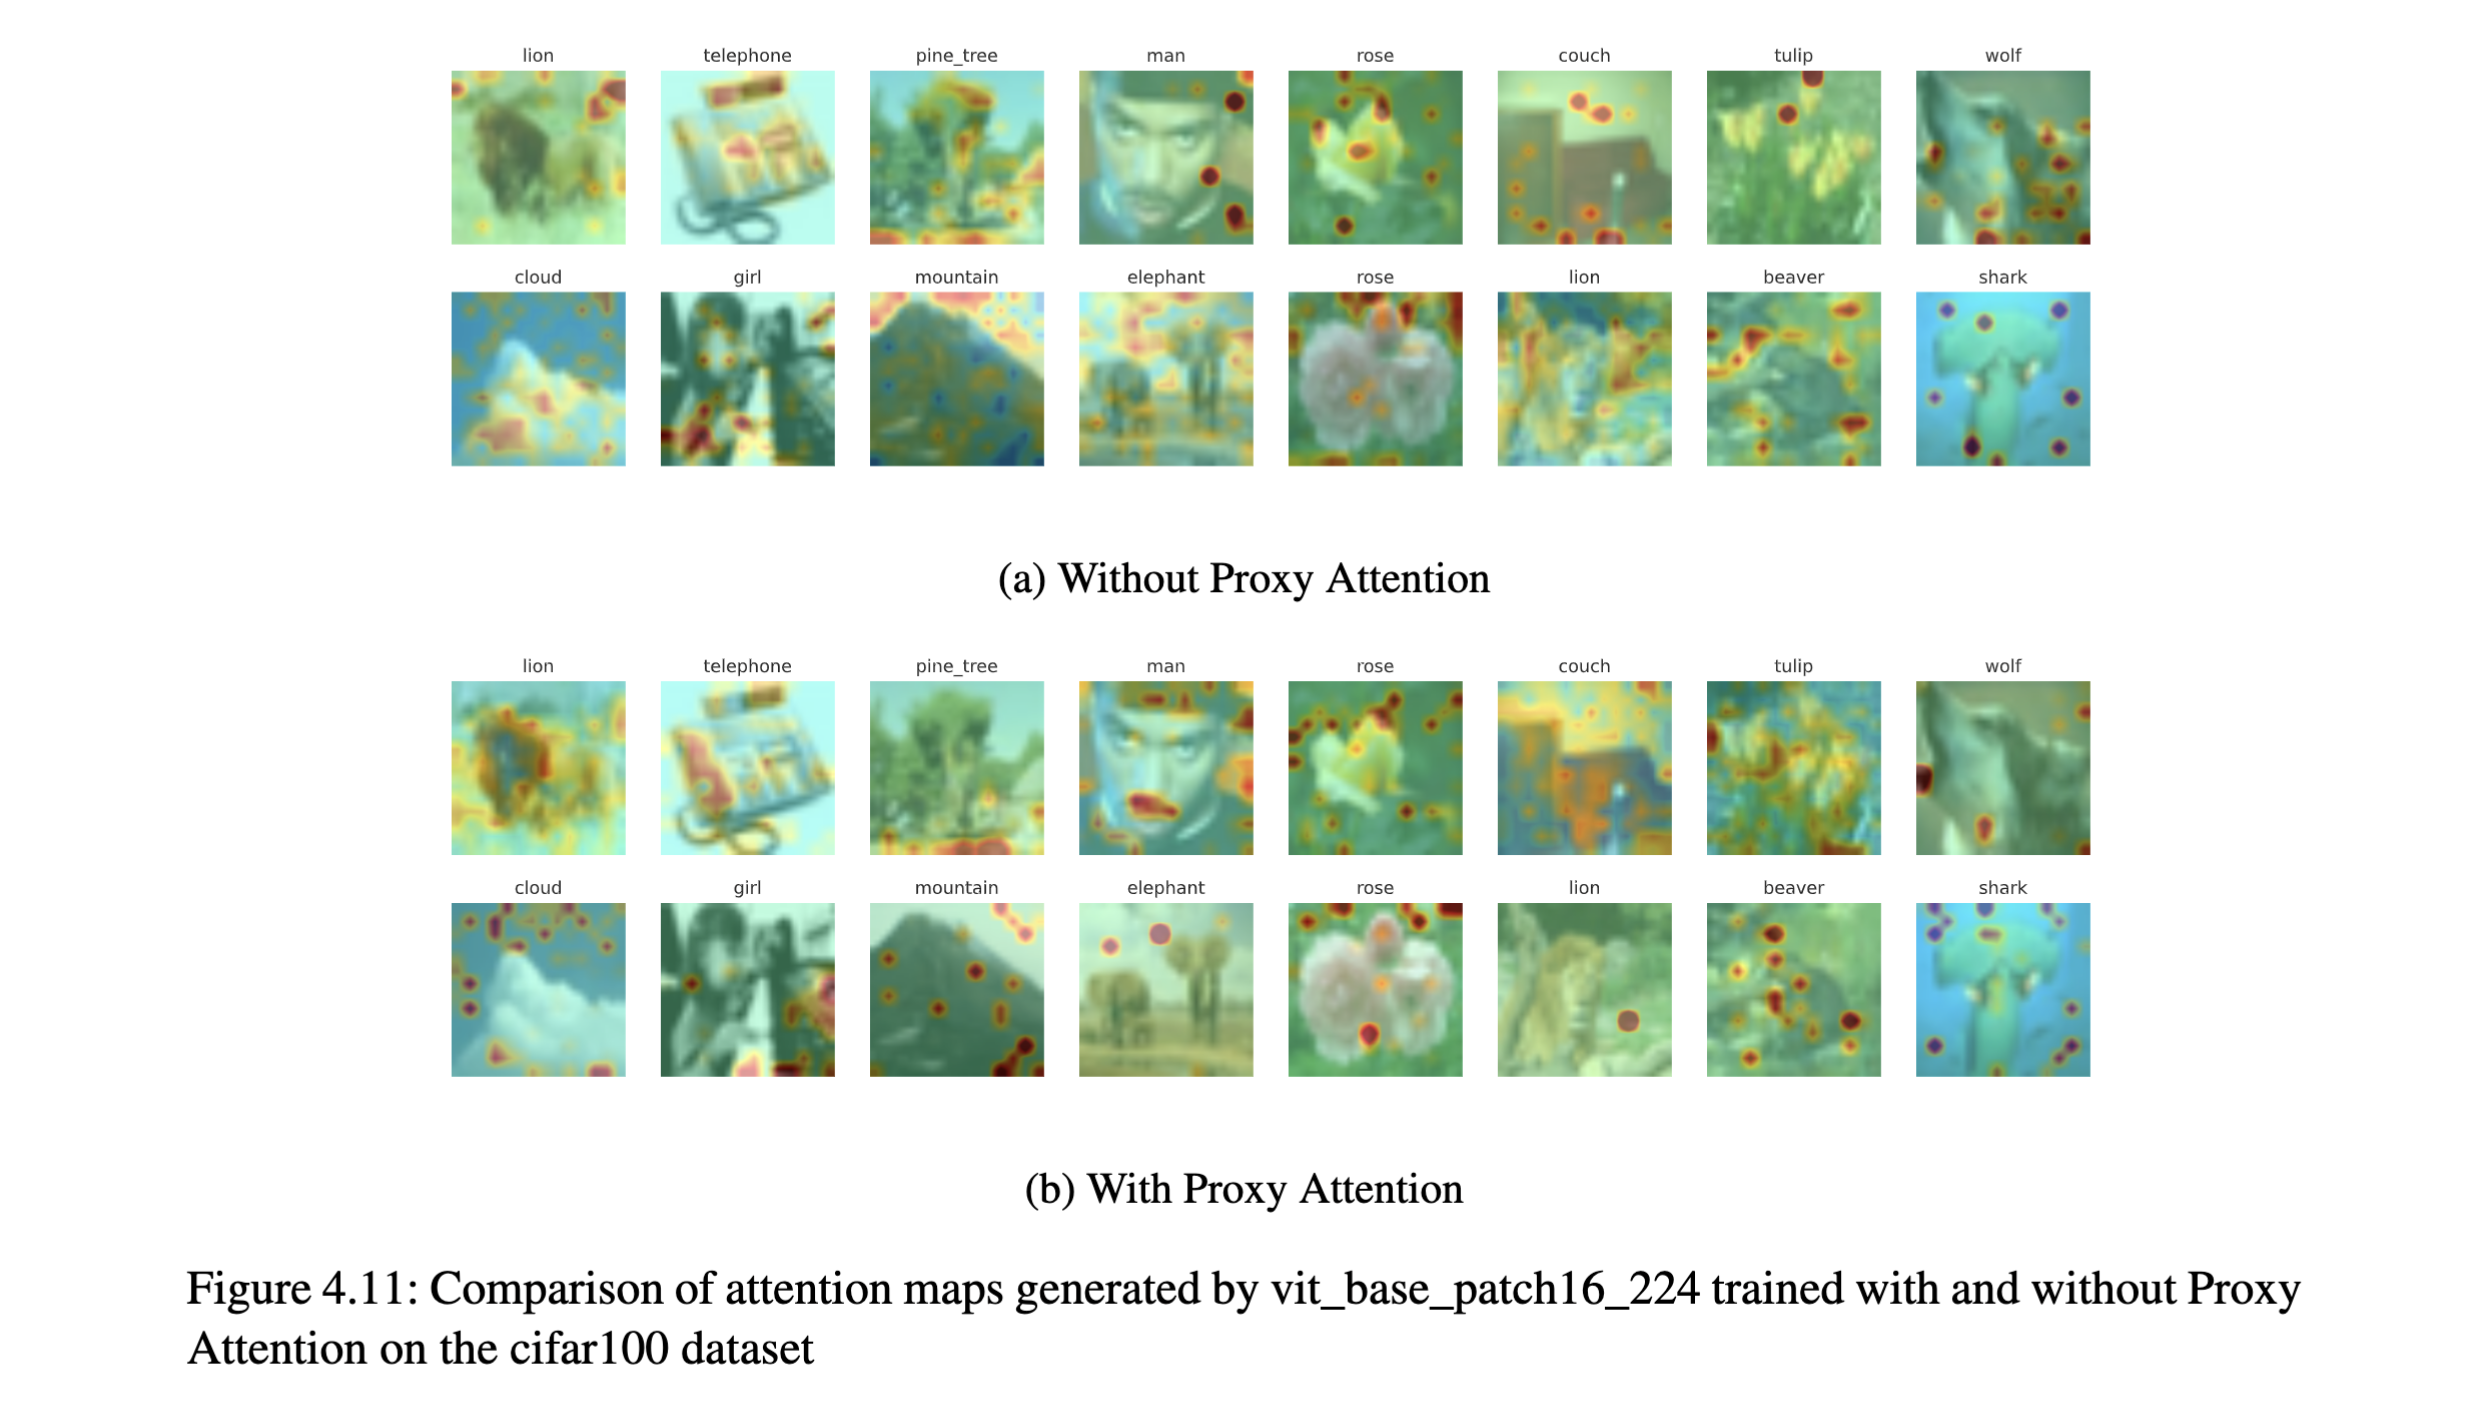 lion telephone pine_tree man rose couch tulip wolf
cloud girl mountain elephant rose lion beaver shark
(a) Without Proxy Attention
lion telephone pine_tree man rose couch tulip wolf
cloud girl mountain elephant rose lion beaver shark
(b) With Proxy Attention
Figure 4.11: Comparison of attention maps generated by vit_base_patch16_224 trained with and without Proxy
Attention on the cifar100 dataset